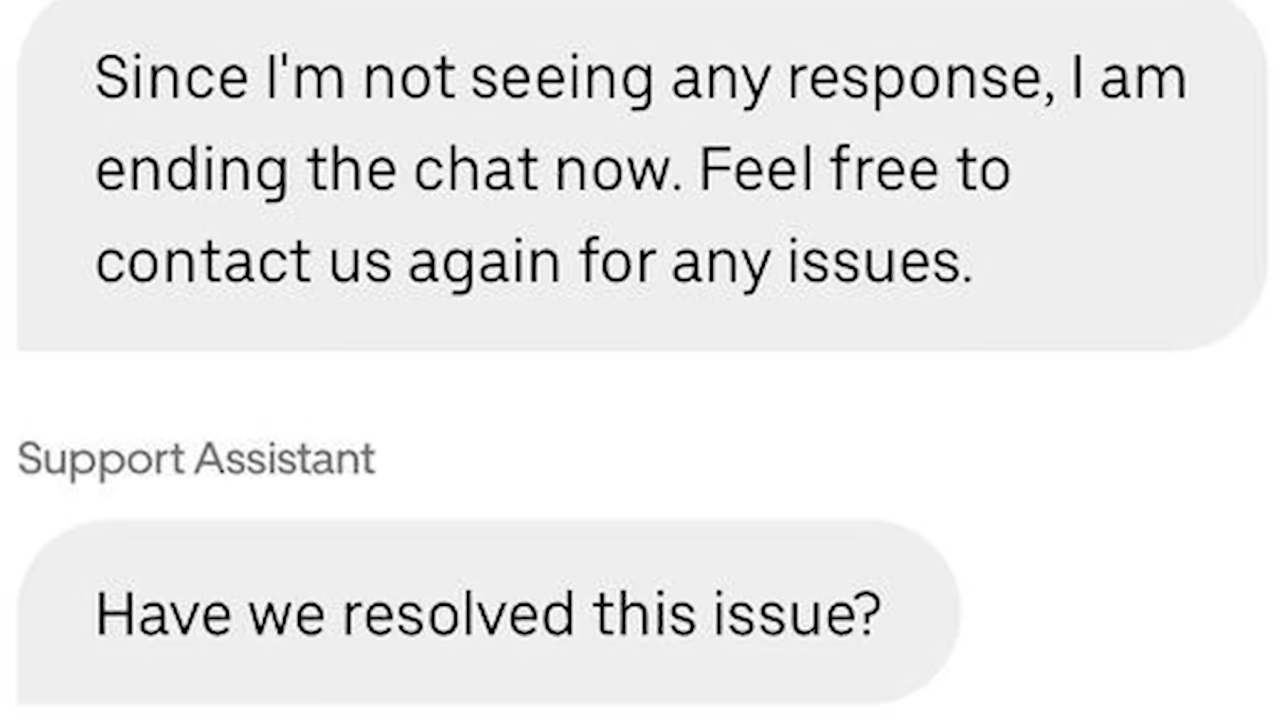 Since I'm not seeing any response, I am
ending the chat now. Feel free to
contact us again for any issues.
Support Assistant
Have we resolved this issue?